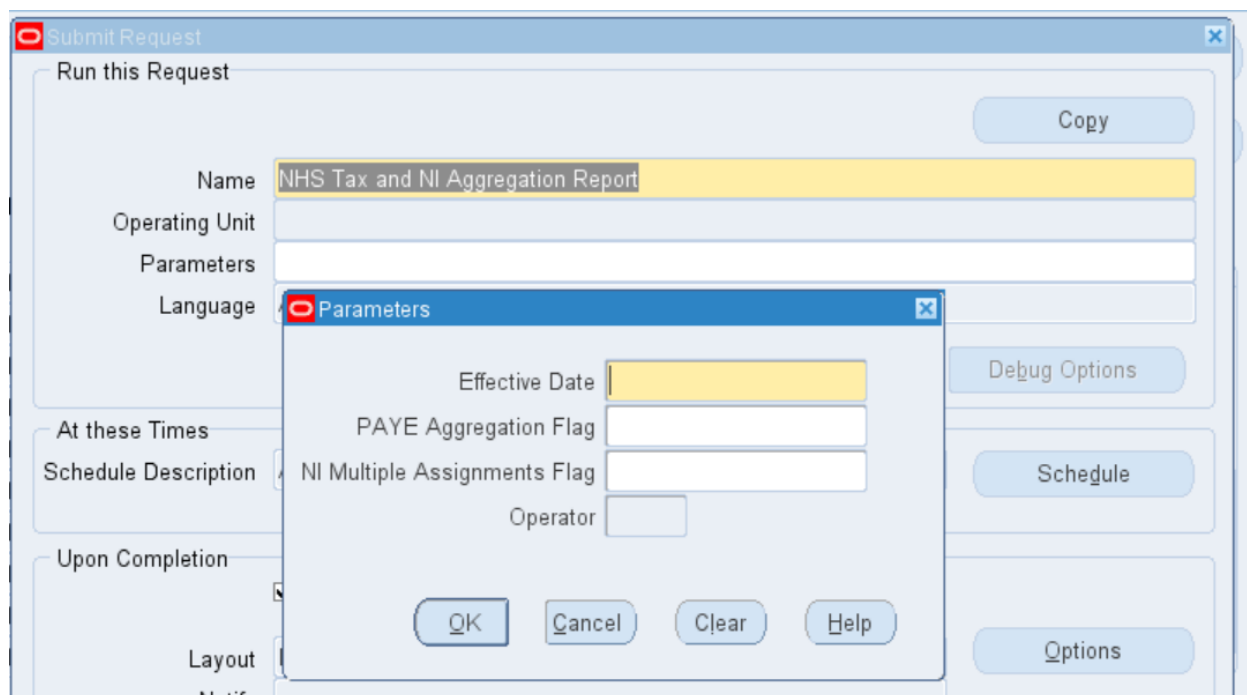 Submit Request
Run this Request
Copy
Name NHS Tax and NI Aggregation Report
Operating Unit
Parameters
Language
Parameters
Debug Options
Effective Date
PAYE Aggregation Flag
At these Times
NI Multiple Assignments Flag
Schedule Description
Schedule
Operator
Upon Completion
OK Cancel Clear Help
Layout
Options